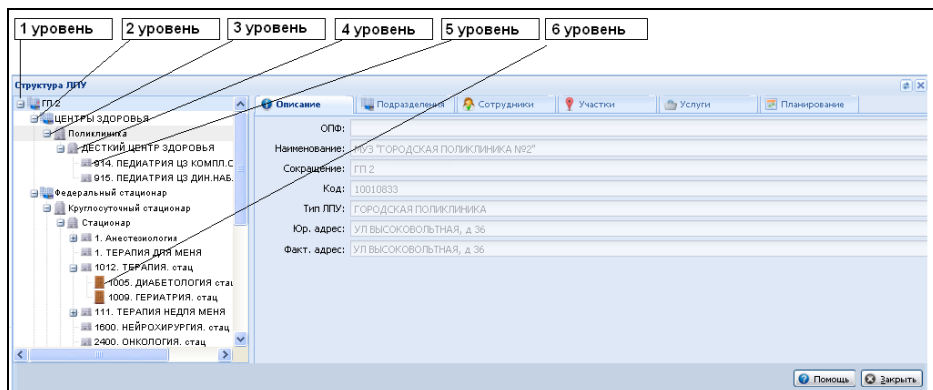 1 уровень 2 уровень 3 уровень 4 уровень 5 уровень 6 уровень
Структура ЛПУ
ГП 2
ЦЕНТРЫ ЗДОРОВЬЯ
Поликлиника
ДЕСТКИЙ ЦЕНТР ЗДОРОВЬЯ
914. ПЕДИАТРИЯ ЦЗ КОМПЛ.С
915. ПЕДИАТРИЯ ЦЗ ДИН.НАБ.
Федеральный стационар
Круглосуточный стационар
Стационар
1. Анестезиология
1. ТЕРАПИЯ ДЛЯ МЕНЯ
1012. ТЕРАПИЯ. стац
1005. ДИАБЕТОЛОГИЯ стац
1009. ГЕРИАТРИЯ. стац
111. ТЕРАПИЯ НЕДЛЯ МЕНЯ
1600. НЕЙРОХИРУРГИЯ. стац
2400. ОНКОЛОГИЯ. стац
Описание Подразделения Сотрудники Участки Услуги Планирование
ОПФ:
Наименование: МУЗ "ГОРОДСКАЯ ПОЛИКЛИНИКА №2"
Сокращение: ГП 2
Код: 10010833
Тип ЛПУ: ГОРОДСКАЯ ПОЛИКЛИНИКА
Юр. адрес: УЛ ВЫСОКОВОЛЬТНАЯ, д 36
Факт. адрес: УЛ ВЫСОКОВОЛЬТНАЯ, д 36
Помощь Закрыть